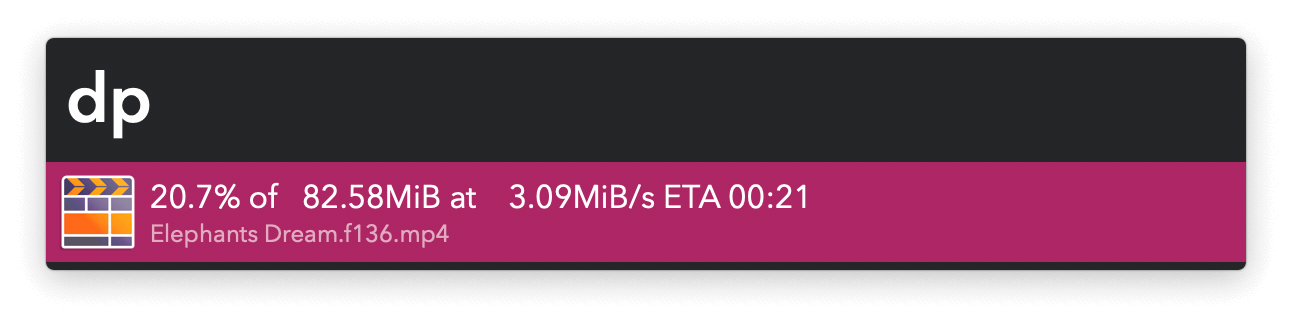 dp
20.7% of   82.58MiB at    3.09MiB/s ETA 00:21
Elephants Dream.f136.mp4